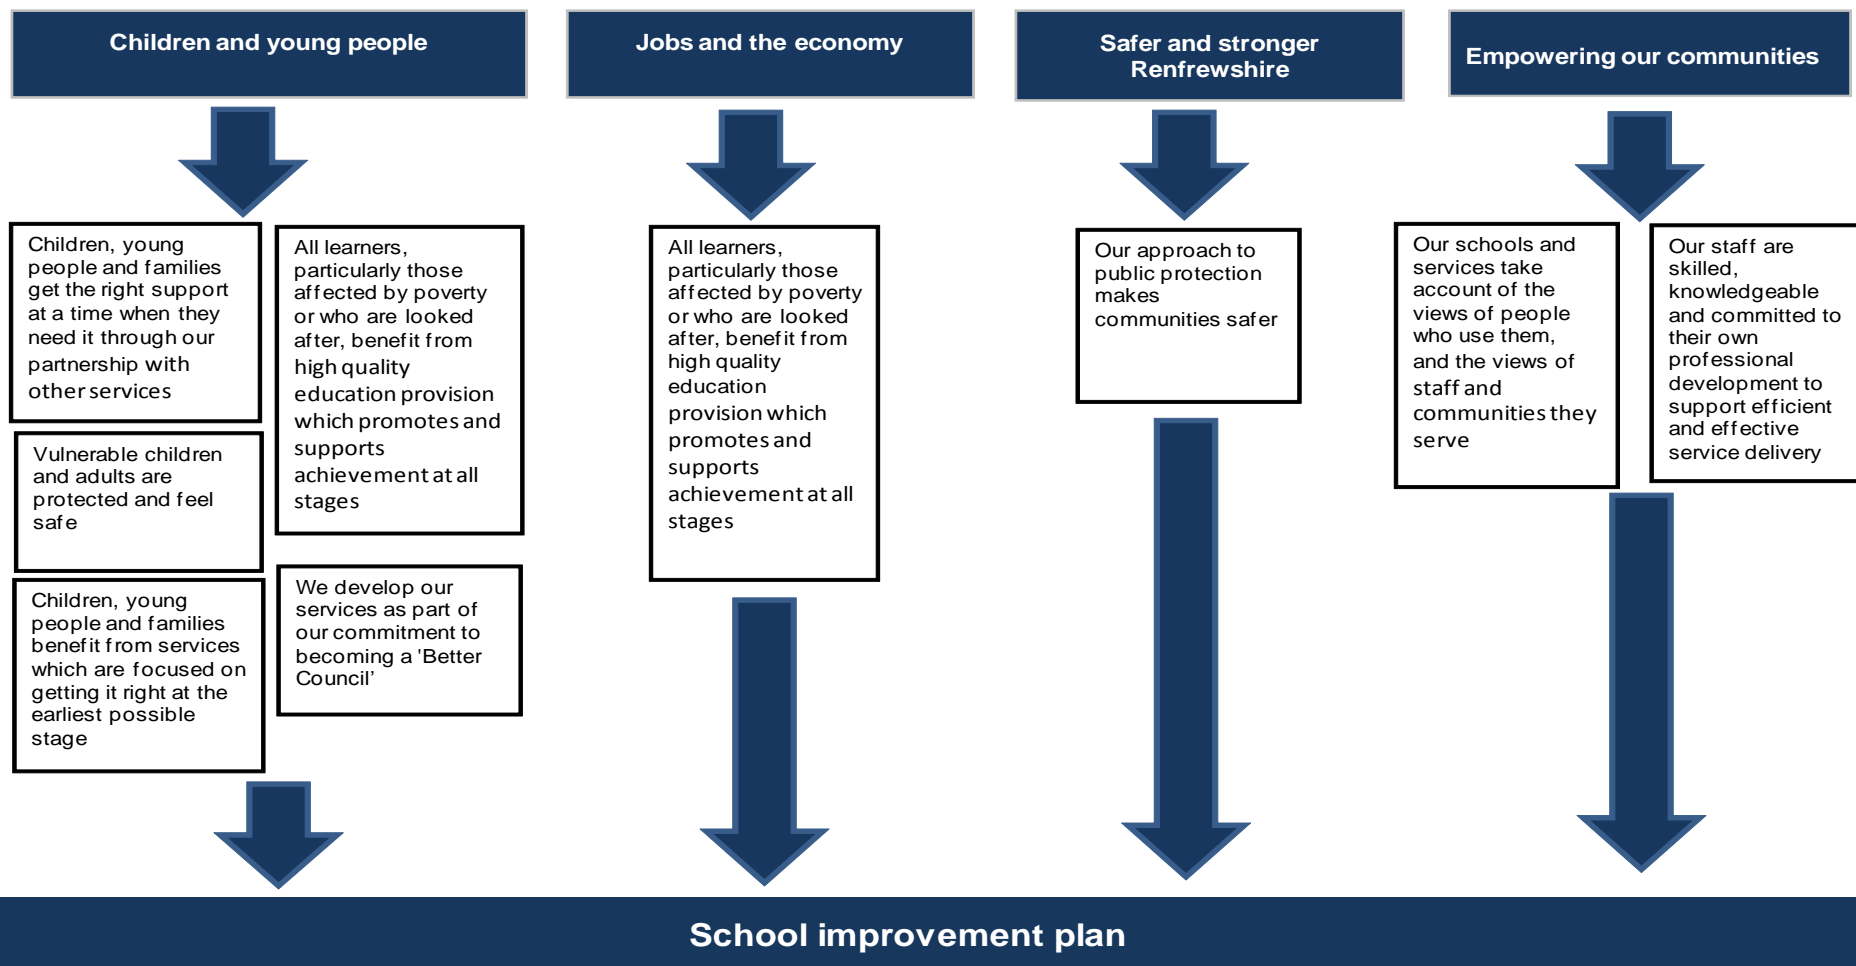 Children and young people
Jobs and the economy
Safer and stronger
Renfrewshire
Empowering our communities
Children, young
people and families
get the right support
at a time when they
need it through our
partnership with
other services
Vulnerable children
and adults are
protected and feel
safe
Children, young
people and families
benefit from services
which are focused on
getting it right at the
earliest possible
stage
All learners,
particularly those
affected by poverty
or who are looked
after, benefit from
high quality
education provision
which promotes and
supports
achievement at all
stages
We develop our
services as part of
our commitment to
becoming a 'Better
Council’
All learners,
particularly those
affected by poverty
or who are looked
after, benefit from
high quality
education
provision which
promotes and
supports
achievement at all
stages
Our approach to
public protection
makes
communities safer
Our schools and
services take
account of the
views of people
who use them,
and the views of
staff and
communities they
serve
Our staff are
skilled,
knowledgeable
and committed to
their own
professional
development to
support efficient
and effective
service delivery
School improvement plan